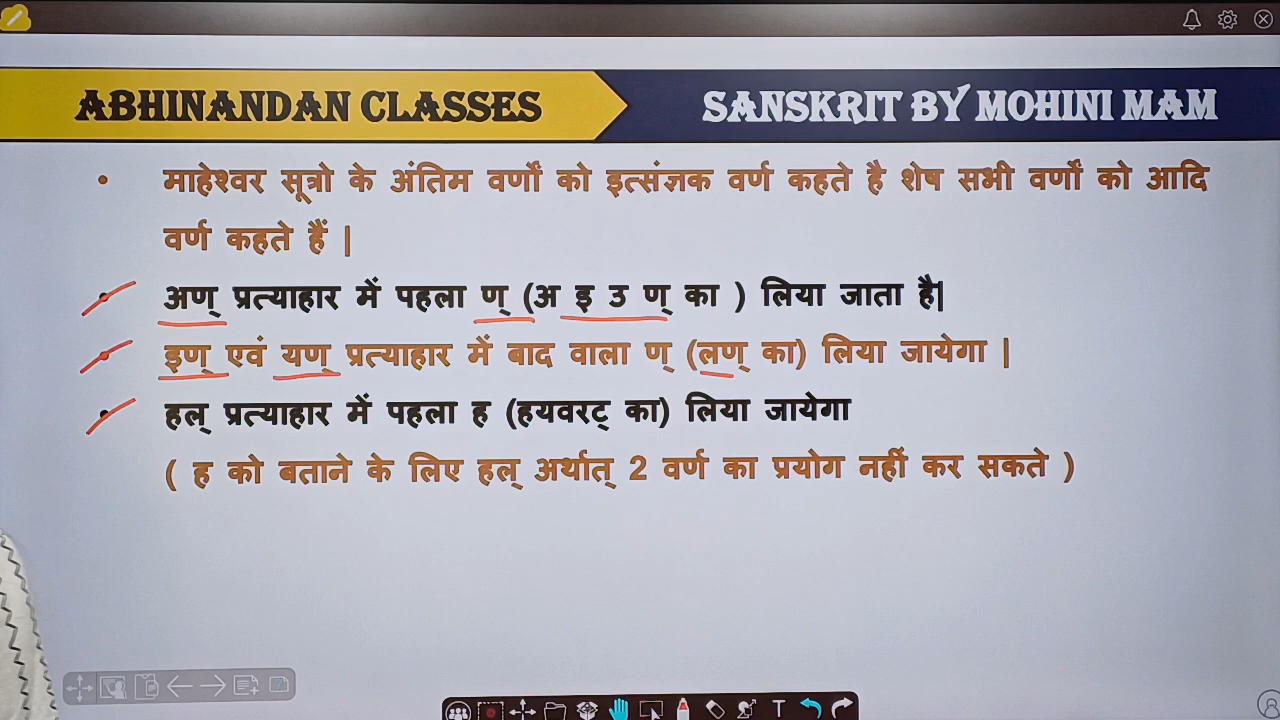 ABHINANDAN CLASSES
SANSKRIT BY MOHINI MAM
• माहेश्वर सूत्रो के अंतिम वर्णों को इत्संज्ञक वर्ण कहते है शेष सभी वर्णों को आदि
वर्ण कहते हैं |
• अण् प्रत्याहार में पहला ण् (अ इ उ ण् का ) लिया जाता है|
• इण् एवं यण् प्रत्याहार में बाद वाला ण् (लण् का) लिया जायेगा |
• हल् प्रत्याहार में पहला ह (हयवरट् का) लिया जायेगा
( ह को बताने के लिए हल् अर्थात् 2 वर्ण का प्रयोग नहीं कर सकते )
T